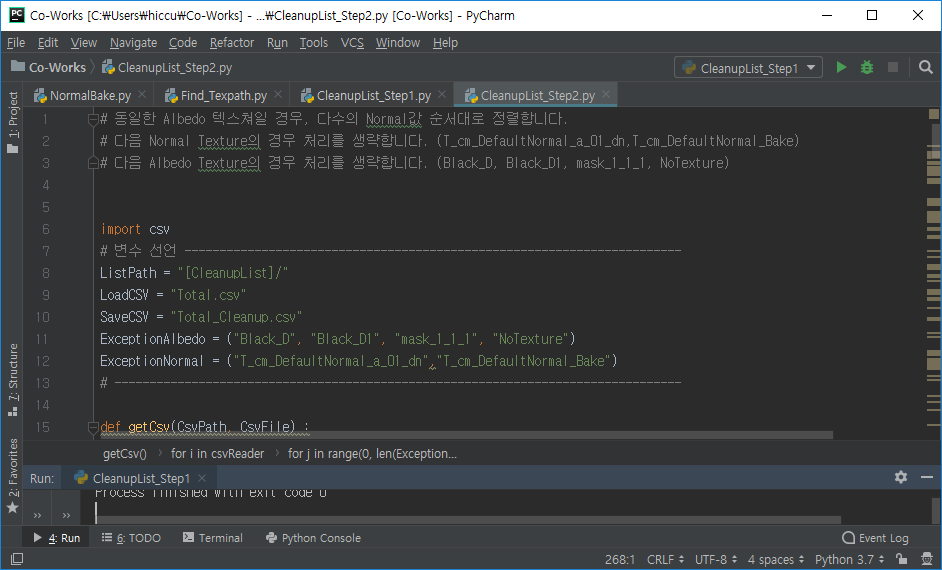 Co-Works [C:₩Users₩hiccu₩Co-Works] - ...₩CleanupList_Step2.py [Co-Works] - PyCharm
File Edit View Navigate Code Refactor Run Tools VCS Window Help
Co-Works CleanupList_Step2.py CleanupList_Step1
NormalBake.py Find_Texpath.py CleanupList_Step1.py CleanupList_Step2.py
1: Project
7: Structure
2: Favorites
1 # 동일한 Albedo 텍스쳐일 경우, 다수의 Normal값 순서대로 정렬합니다.
2 # 다음 Normal Texture의 경우 처리를 생략합니다. (T_cm_DefaultNormal_a_01_dn,T_cm_DefaultNormal_Bake)
3 # 다음 Albedo Texture의 경우 처리를 생략합니다. (Black_D, Black_D1, mask_1_1_1, NoTexture)
4
5
6 import csv
7 # 변수 선언 -----------------------------------------------------------------------
8 ListPath = "[CleanupList]/"
9 LoadCSV = "Total.csv"
10 SaveCSV = "Total_Cleanup.csv"
11 ExceptionAlbedo = ("Black_D", "Black_D1", "mask_1_1_1", "NoTexture")
12 ExceptionNormal = ("T_cm_DefaultNormal_a_01_dn","T_cm_DefaultNormal_Bake")
13 # ---------------------------------------------------------------------------------
14
15 def getCsv(CsvPath, CsvFile) :
getCsv() › for i in csvReader › for j in range(0, len(Exception...
Run: CleanupList_Step1
Process finished with exit code 0
» »
4: Run 6: TODO Terminal Python Console Event Log
268:1 CRLF UTF-8 4 spaces Python 3.7